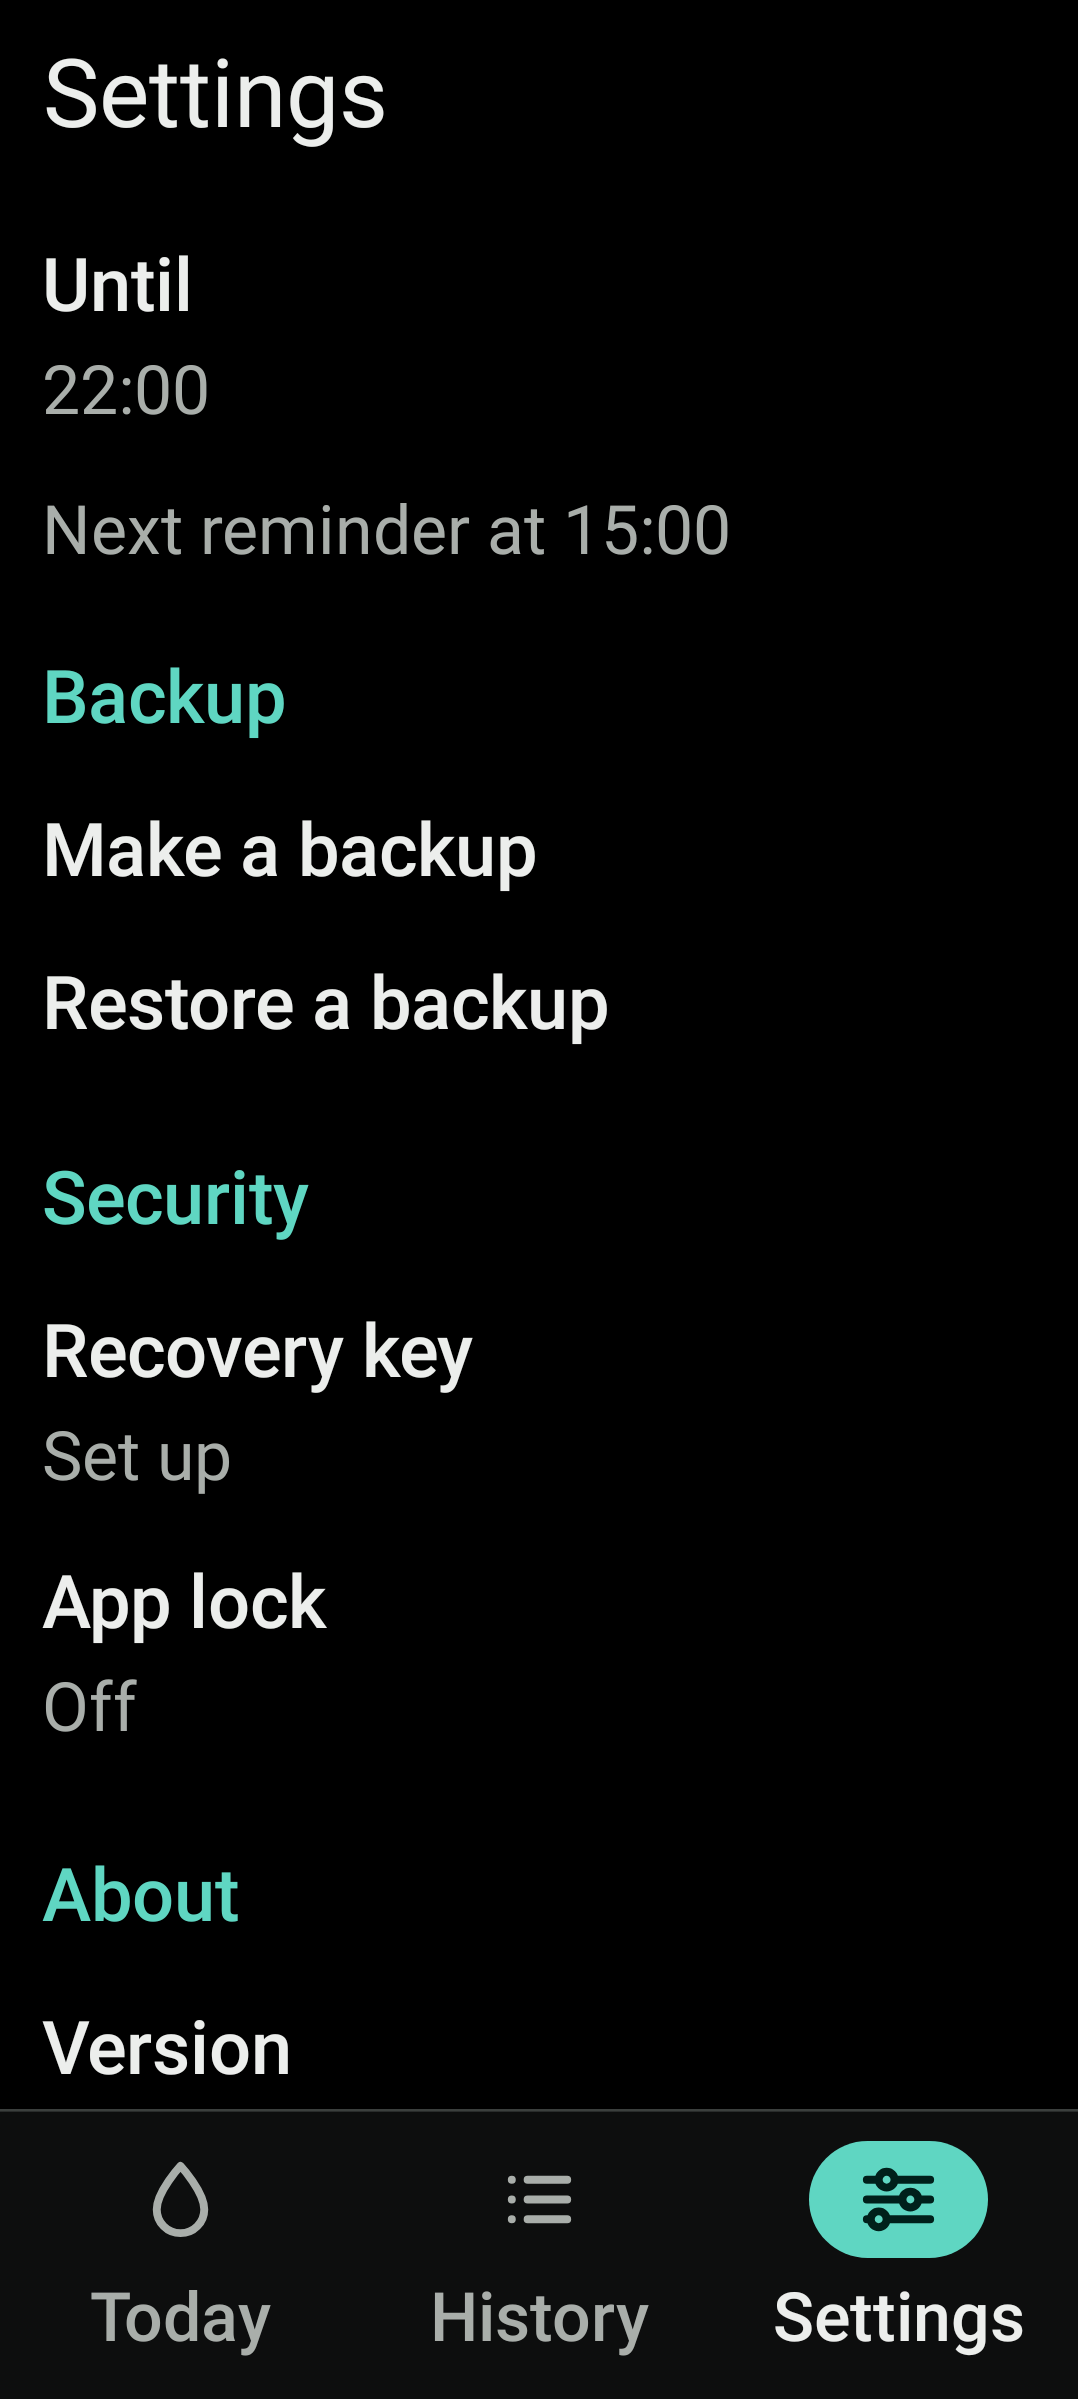 Settings
Until
22:00
Next reminder at 15:00
Backup
Make a backup
Restore a backup
Security
Recovery key
Set up
App lock
Off
About
Version
Today
History
Settings